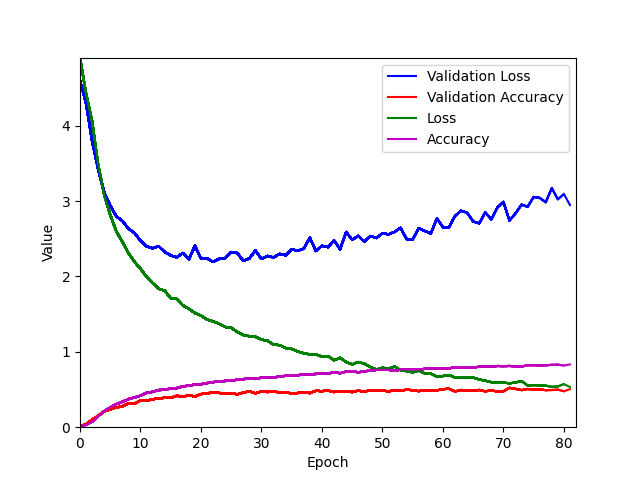 Validation Loss
Validation Accuracy
Loss
Accuracy
4
3
2
1
0
Value
0 10 20 30 40 50 60 70 80
Epoch